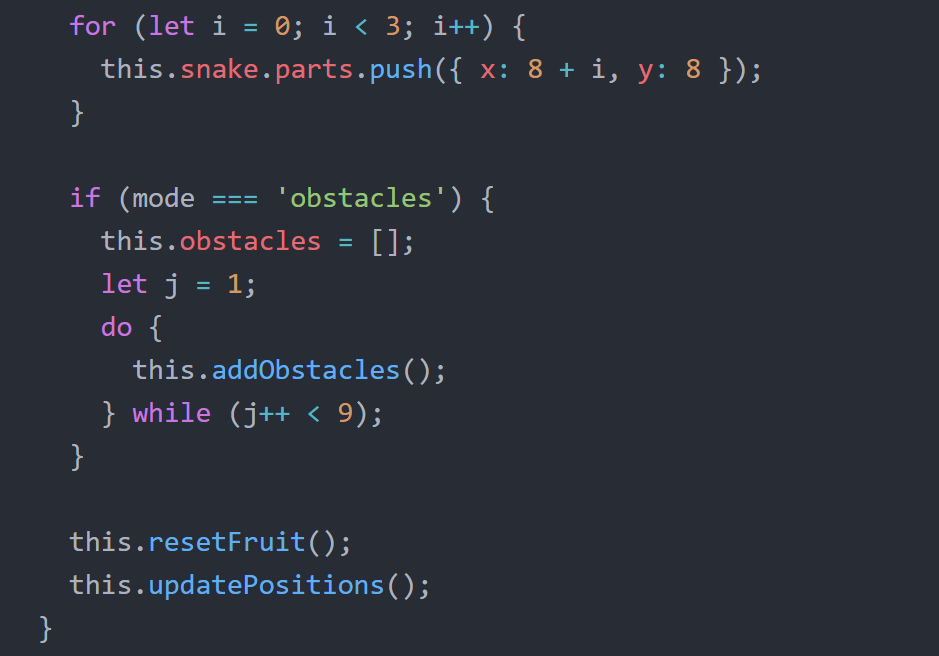 for (let i = 0; i < 3; i++) {
this.snake.parts.push({ x: 8 + i, y: 8 });
}
if (mode === 'obstacles') {
this.obstacles = [];
let j = 1;
do {
this.addObstacles();
} while (j++ < 9);
}
this.resetFruit();
this.updatePositions();
}